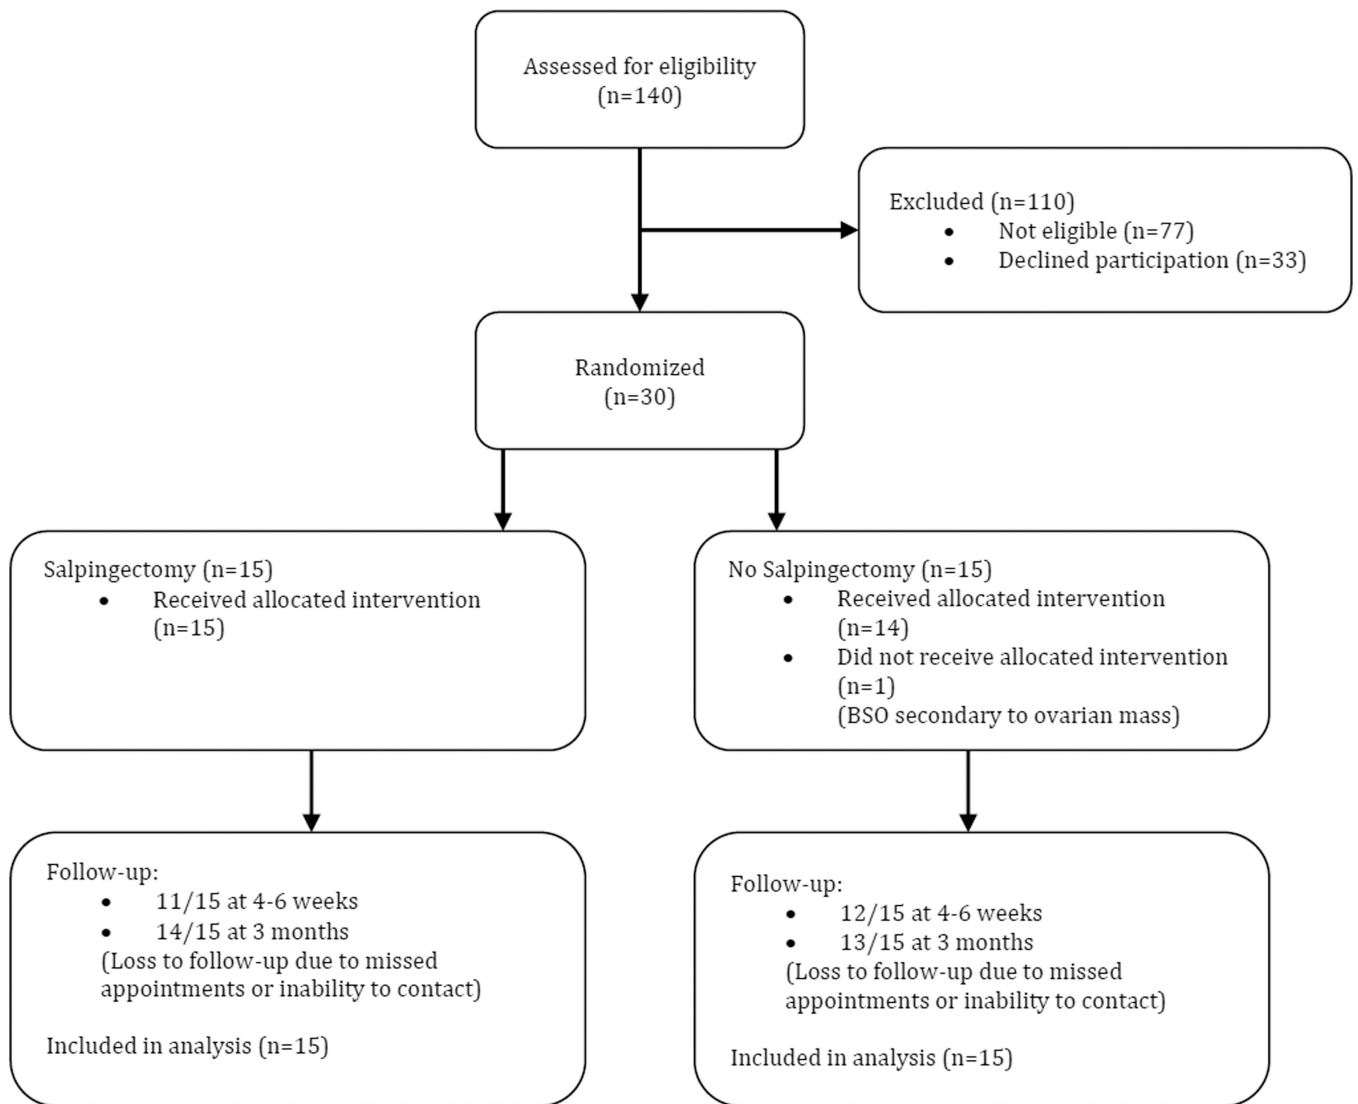 Assessed for eligibility
(n=140)
Excluded (n=110)
• Not eligible (n=77)
• Declined participation (n=33)
Randomized
(n=30)
Salpingectomy (n=15)
• Received allocated intervention
(n=15)
No Salpingectomy (n=15)
• Received allocated intervention
(n=14)
• Did not receive allocated intervention
(n=1)
(BSO secondary to ovarian mass)
Follow-up:
• 11/15 at 4-6 weeks
• 14/15 at 3 months
(Loss to follow-up due to missed
appointments or inability to contact)
Included in analysis (n=15)
Follow-up:
• 12/15 at 4-6 weeks
• 13/15 at 3 months
(Loss to follow-up due to missed
appointments or inability to contact)
Included in analysis (n=15)